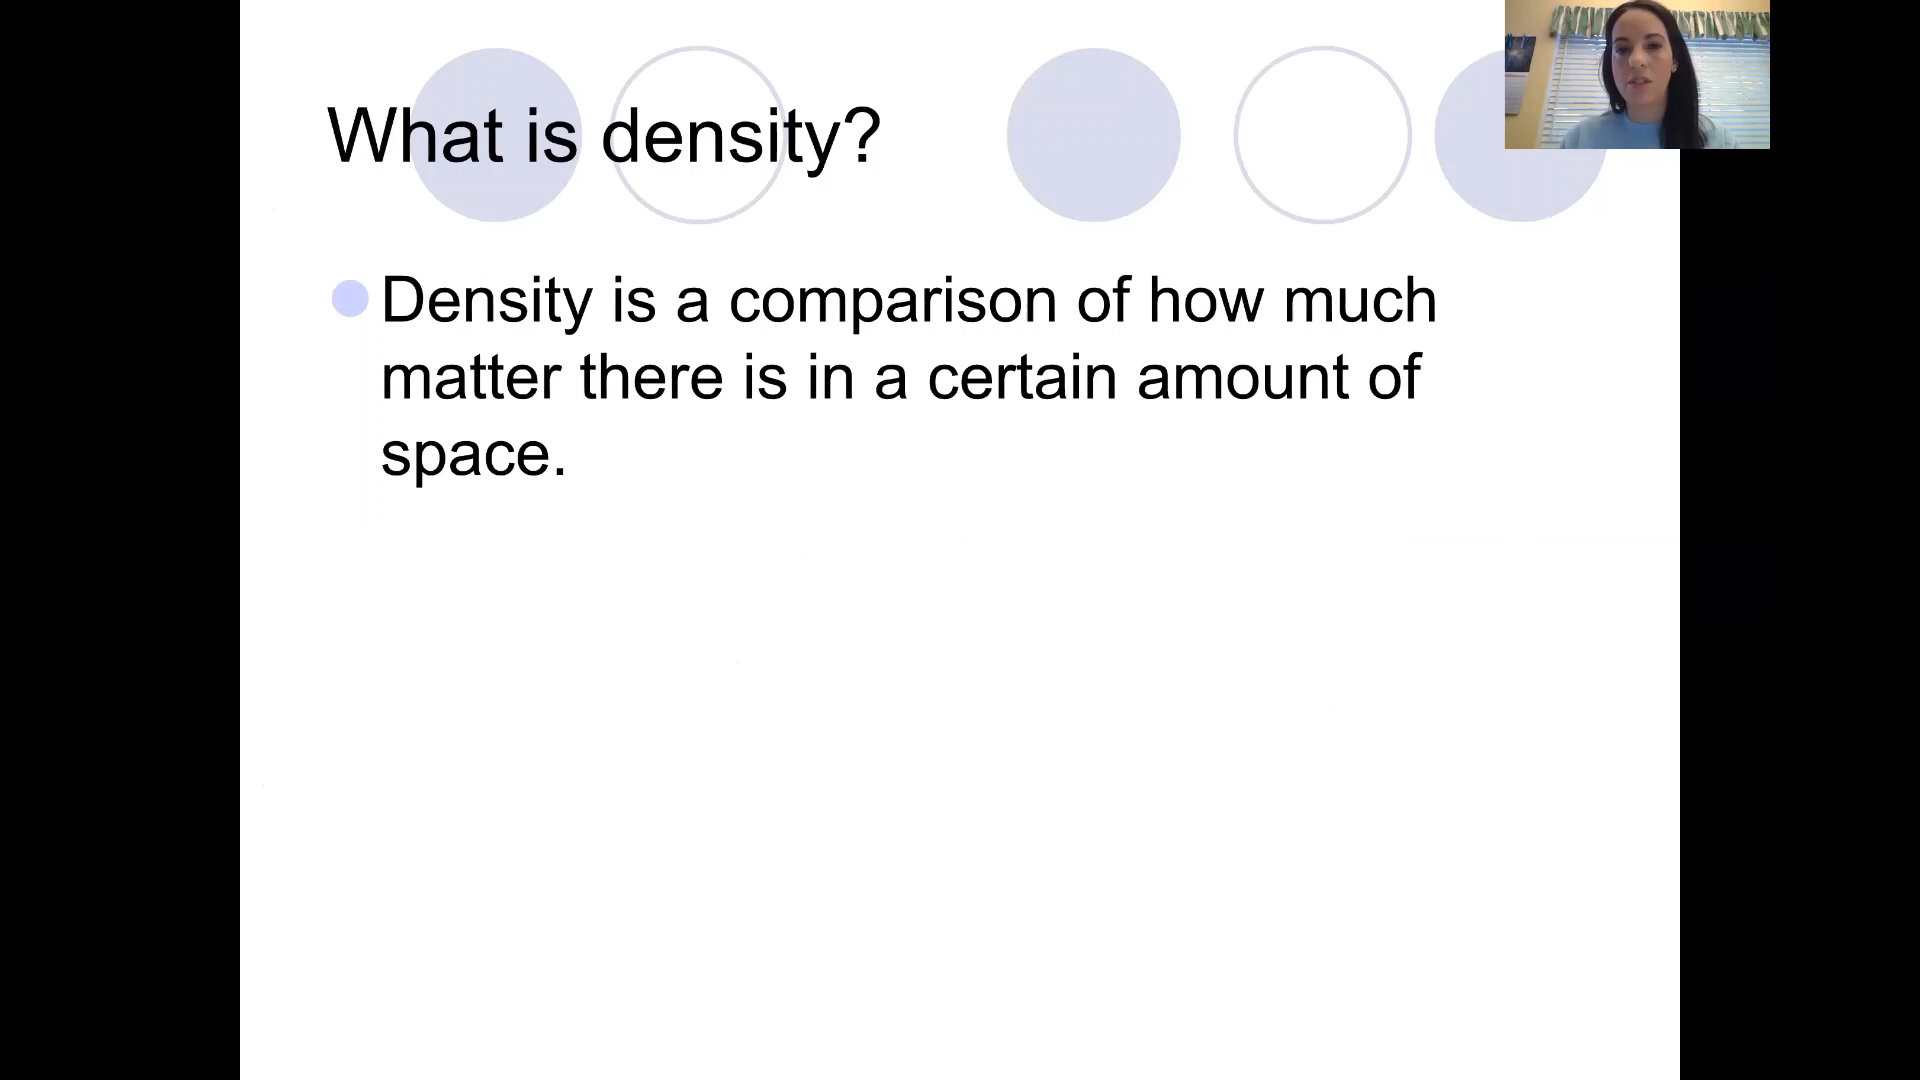 What is density?
Density is a comparison of how much
matter there is in a certain amount of
space.